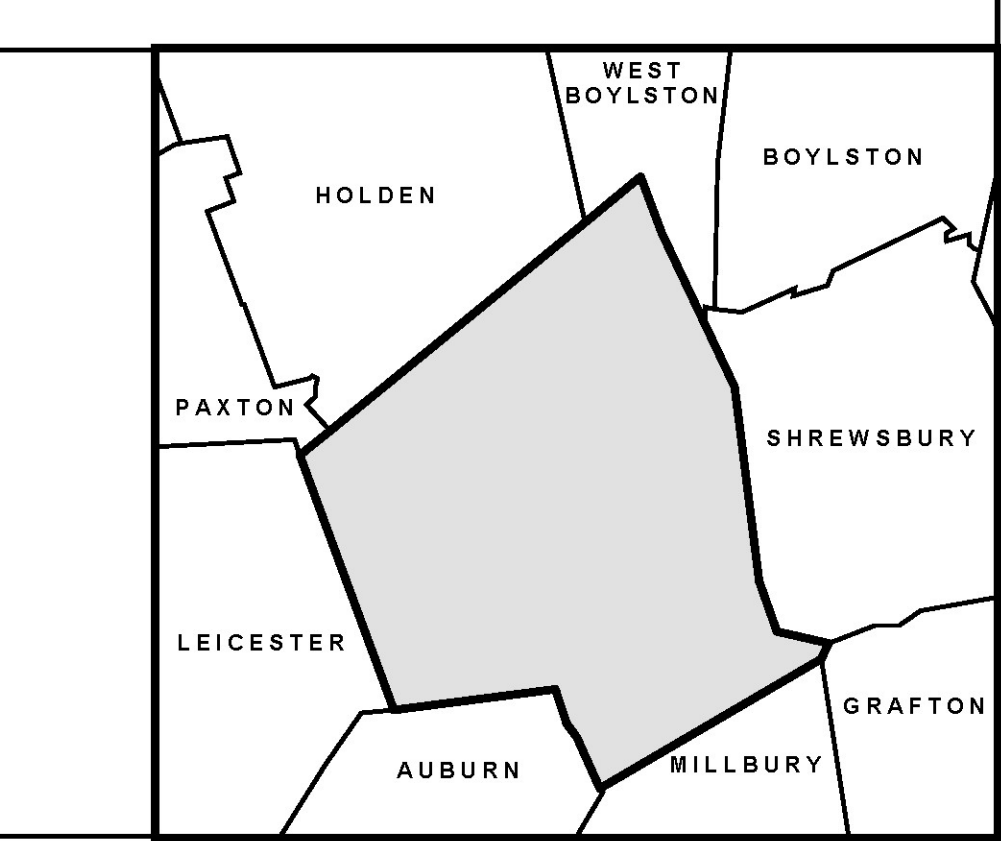 WEST
BOYLSTON
BOYLSTON
HOLDEN
PAXTON
SHREWSBURY
LEICESTER
GRAFTON
MILLBURY
AUBURN